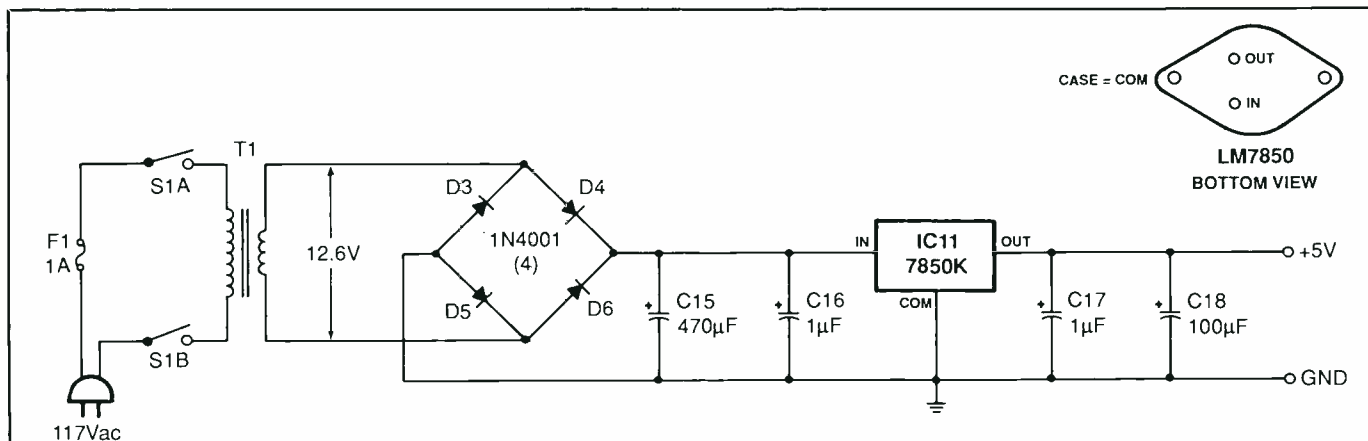 CASE = COM
OUT
IN
LM7850
BOTTOM VIEW
T1
S1A
F1
1A
S1B
117Vac
12.6V
D3
D4
1N4001
(4)
D5
D6
IN
IC11
7850K
OUT
COM
+
C15
470µF
+
C16
1µF
+
C17
1µF
+
C18
100µF
+5V
GND